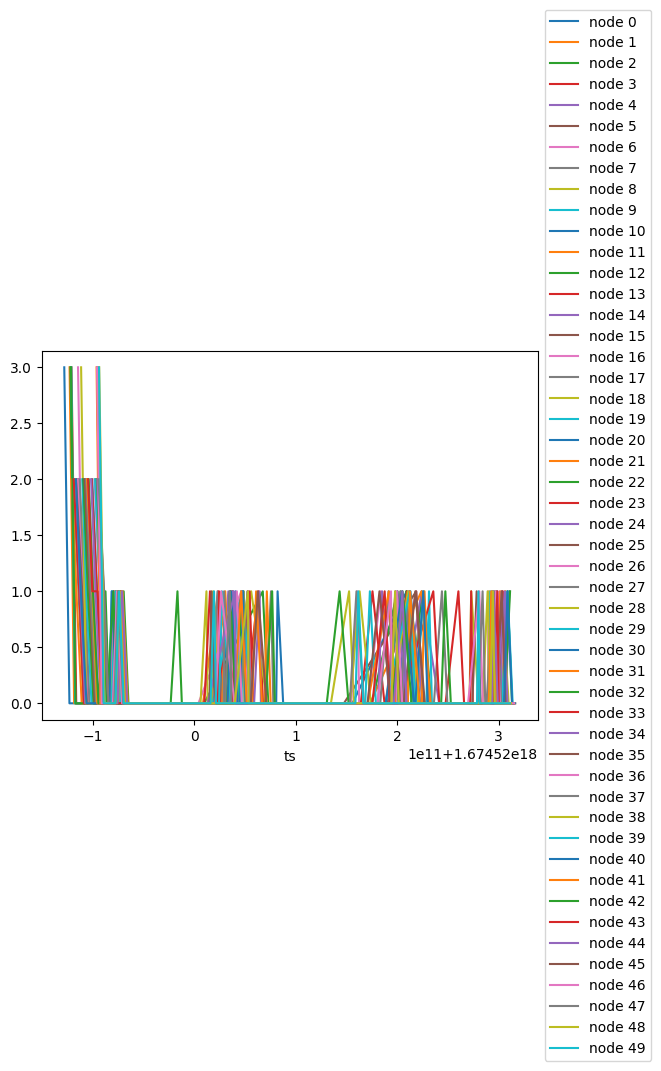 3.0
2.5
2.0
1.5
1.0
0.5
0.0
−1
0
1
2
3
ts
1e11+1.67452e18
node 0
node 1
node 2
node 3
node 4
node 5
node 6
node 7
node 8
node 9
node 10
node 11
node 12
node 13
node 14
node 15
node 16
node 17
node 18
node 19
node 20
node 21
node 22
node 23
node 24
node 25
node 26
node 27
node 28
node 29
node 30
node 31
node 32
node 33
node 34
node 35
node 36
node 37
node 38
node 39
node 40
node 41
node 42
node 43
node 44
node 45
node 46
node 47
node 48
node 49